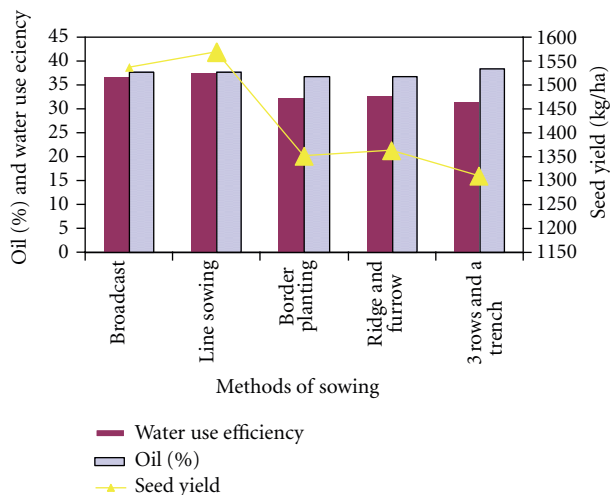 Oil (%) and water use eciency
45
40
35
30
25
20
15
10
5
0
1600
1550
1500
1450
1400
1350
1300
1250
1200
1150
Seed yield (kg/ha)
Broadcast
Line sowing
Border
planting
Ridge and
furrow
3 rows and a
trench
Methods of sowing
Water use efficiency
Oil (%)
Seed yield